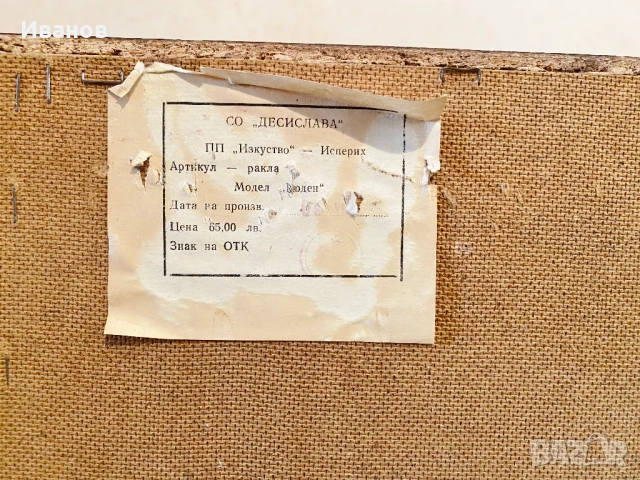 Иванов
СО „ДЕСИСЛАВА"
ПП „Изкуство" — Исперих
Артикул — ракла
Модел
Дата на произв.
Цена 65,00 лв.
Знак на ОТК
BAZAR